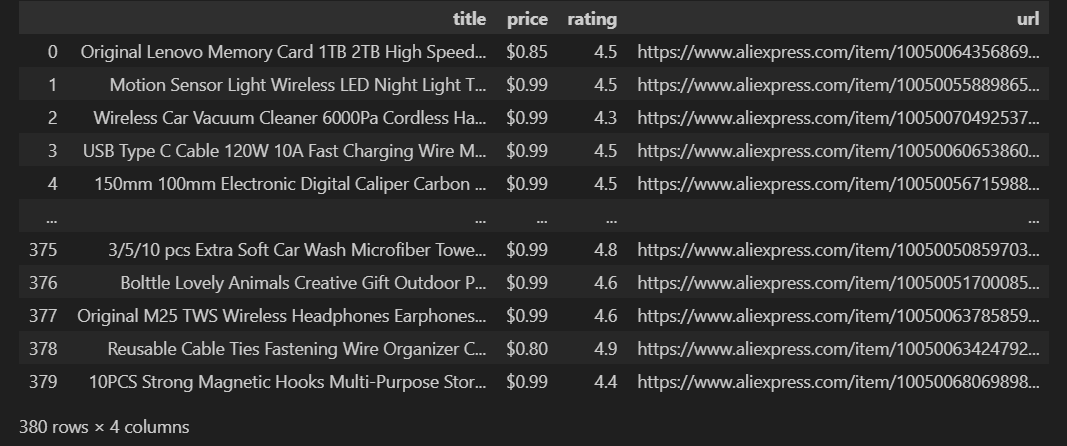 title price rating url
0 Original Lenovo Memory Card 1TB 2TB High Speed... $0.85 4.5 https://www.aliexpress.com/item/10050064356869...
1 Motion Sensor Light Wireless LED Night Light T... $0.99 4.5 https://www.aliexpress.com/item/10050055889865...
2 Wireless Car Vacuum Cleaner 6000Pa Cordless Ha... $0.99 4.3 https://www.aliexpress.com/item/10050070492537...
3 USB Type C Cable 120W 10A Fast Charging Wire M... $0.99 4.5 https://www.aliexpress.com/item/10050060653860...
4 150mm 100mm Electronic Digital Caliper Carbon ... $0.99 4.5 https://www.aliexpress.com/item/10050056715988...
... ... ... ... ...
375 3/5/10 pcs Extra Soft Car Wash Microfiber Towe... $0.99 4.8 https://www.aliexpress.com/item/10050050859703...
376 Bolttle Lovely Animals Creative Gift Outdoor P... $0.99 4.6 https://www.aliexpress.com/item/10050051700085...
377 Original M25 TWS Wireless Headphones Earphones... $0.99 4.6 https://www.aliexpress.com/item/10050063785859...
378 Reusable Cable Ties Fastening Wire Organizer C... $0.80 4.9 https://www.aliexpress.com/item/10050063424792...
379 10PCS Strong Magnetic Hooks Multi-Purpose Stor... $0.99 4.4 https://www.aliexpress.com/item/10050068069898...
380 rows × 4 columns